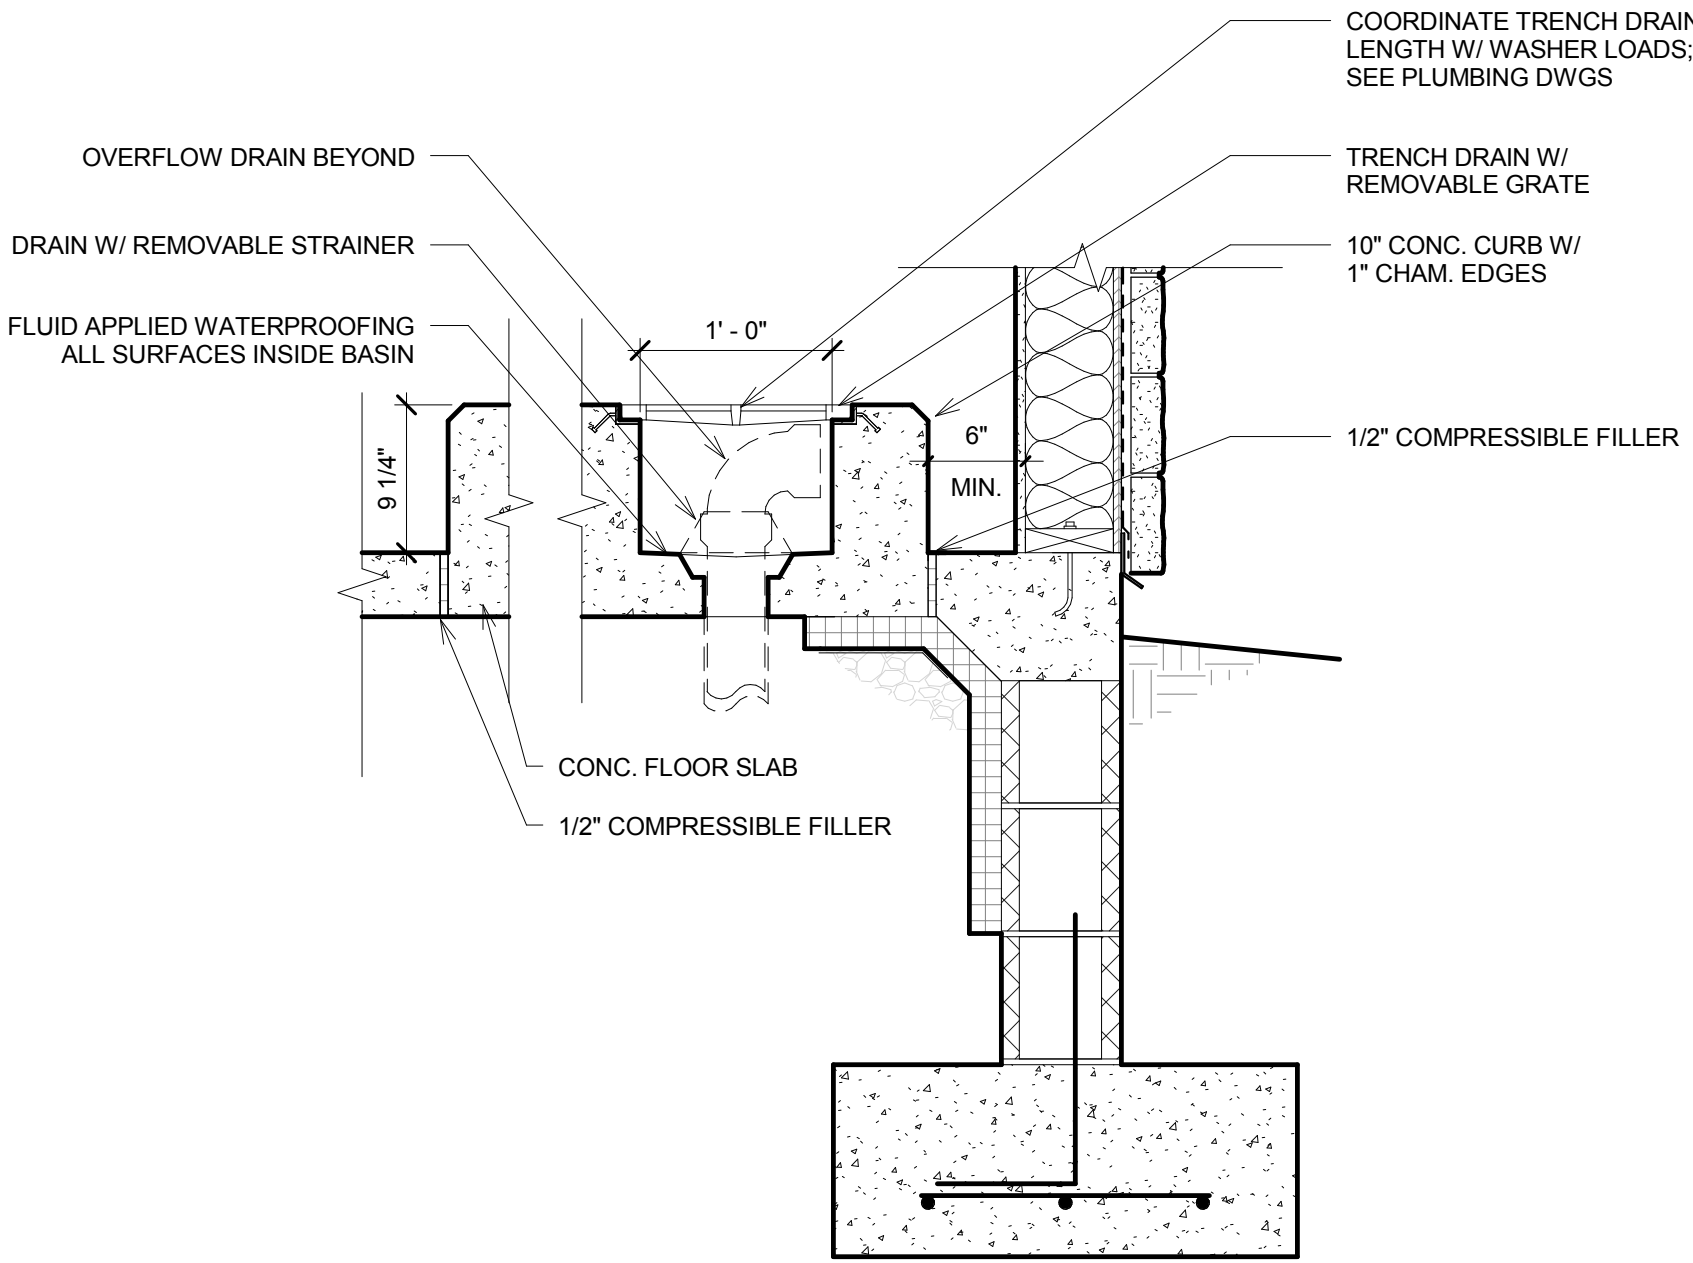 COORDINATE TRENCH DRAIN
LENGTH W/ WASHER LOADS;
SEE PLUMBING DWGS
OVERFLOW DRAIN BEYOND
TRENCH DRAIN W/
REMOVABLE GRATE
DRAIN W/ REMOVABLE STRAINER
10" CONC. CURB W/
1" CHAM. EDGES
FLUID APPLIED WATERPROOFING
ALL SURFACES INSIDE BASIN
1' - 0"
9 1/4"
6"
MIN.
1/2" COMPRESSIBLE FILLER
CONC. FLOOR SLAB
1/2" COMPRESSIBLE FILLER